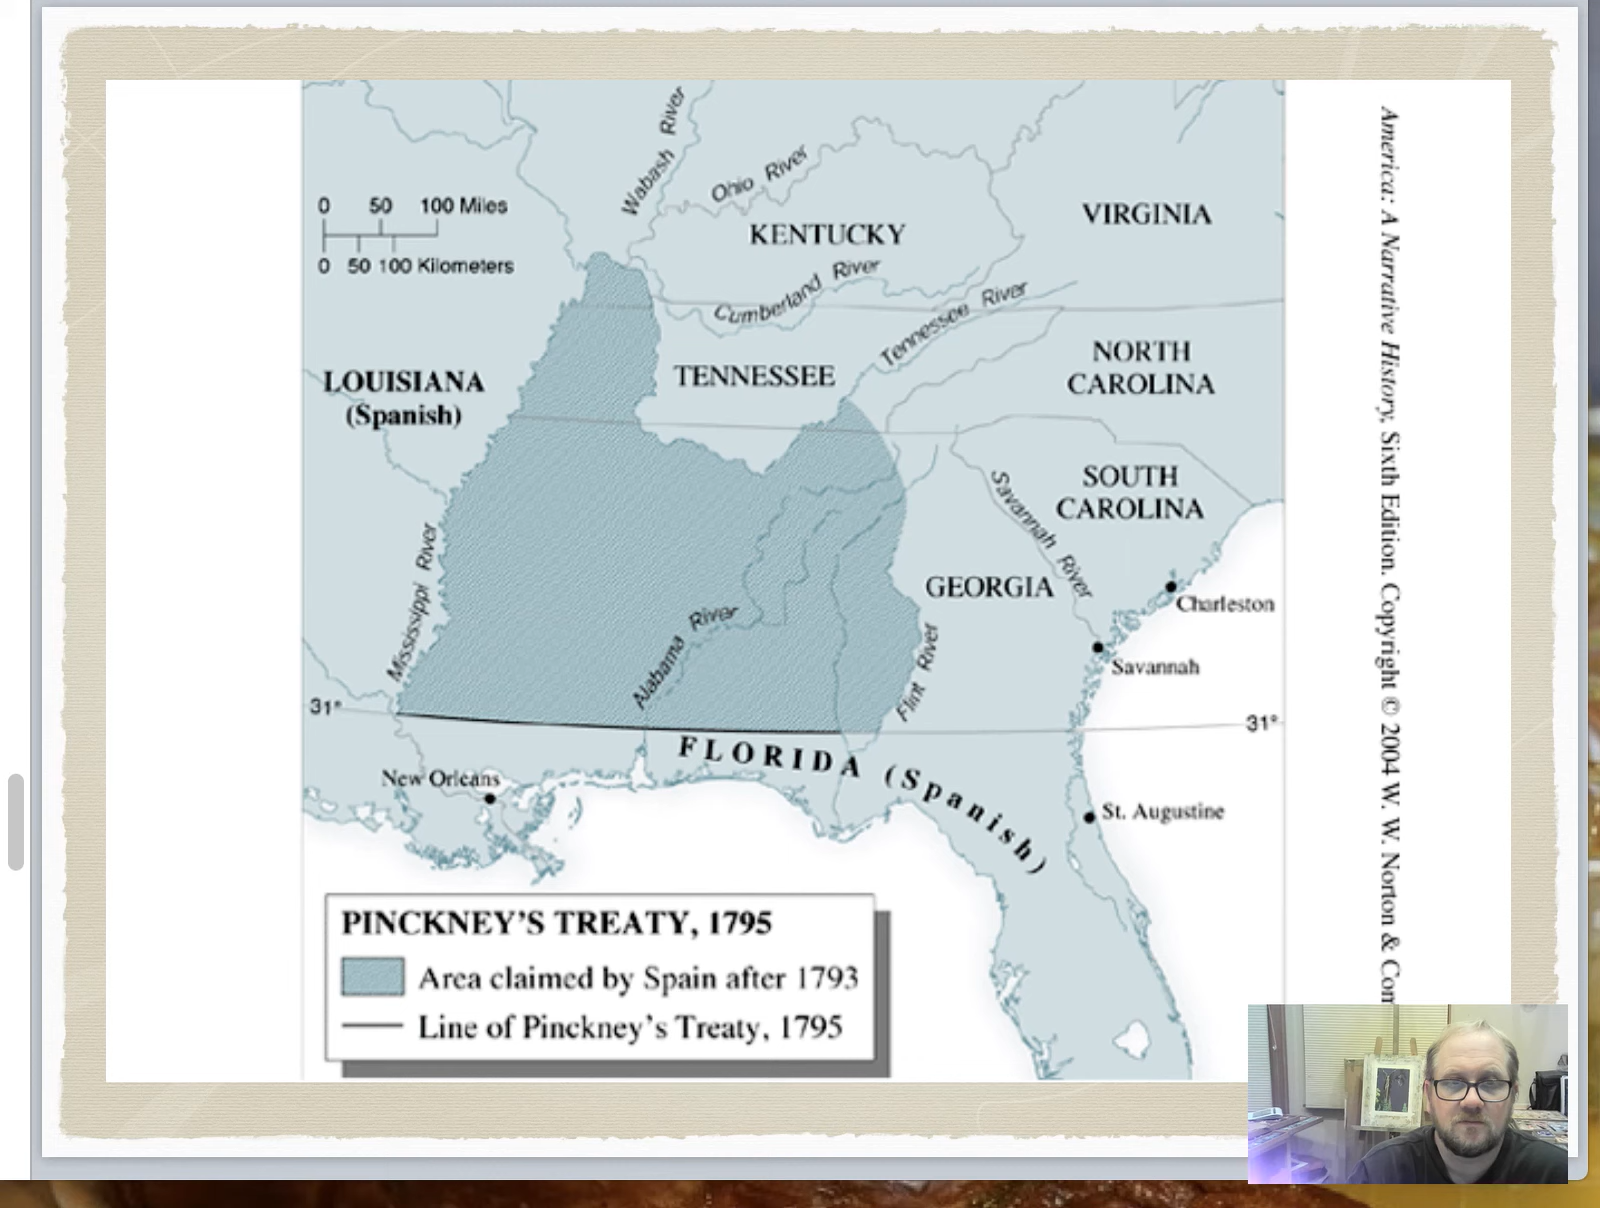 Wabash River
Ohio River
0 50 100 Miles
0 50 100 Kilometers
KENTUCKY
VIRGINIA
Cumberland River
Tennessee River
LOUISIANA
(Spanish)
TENNESSEE
NORTH
CAROLINA
SOUTH
CAROLINA
Savannah River
Mississippi River
GEORGIA
Charleston
Alabama River
Flint River
Savannah
31°
31°
FLORIDA (Spanish)
New Orleans
St. Augustine
PINCKNEY'S TREATY, 1795
Area claimed by Spain after 1793
Line of Pinckney's Treaty, 1795
America: A Narrative History, Sixth Edition. Copyright © 2004 W. W. Norton & Com